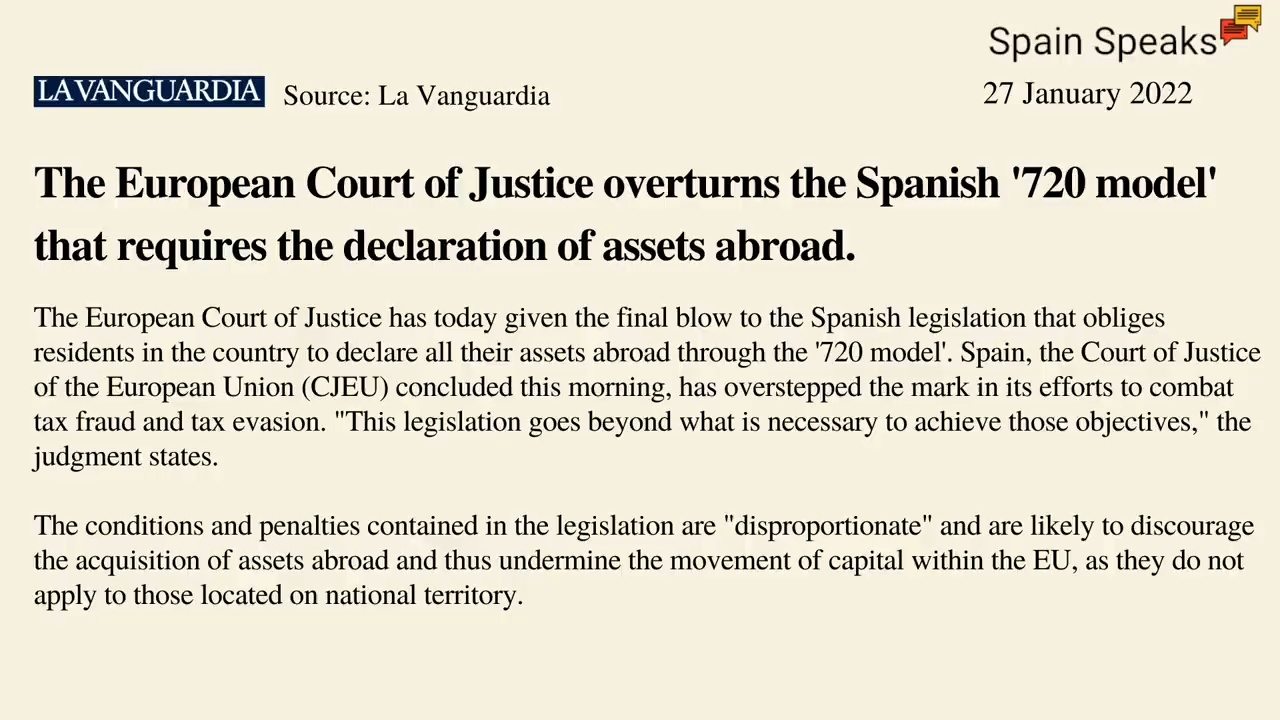 Spain Speaks
LA VANGUARDIA Source: La Vanguardia
27 January 2022
The European Court of Justice overturns the Spanish '720 model'
that requires the declaration of assets abroad.
The European Court of Justice has today given the final blow to the Spanish legislation that obliges
residents in the country to declare all their assets abroad through the '720 model'. Spain, the Court of Justice
of the European Union (CJEU) concluded this morning, has overstepped the mark in its efforts to combat
tax fraud and tax evasion. "This legislation goes beyond what is necessary to achieve those objectives," the
judgment states.
The conditions and penalties contained in the legislation are "disproportionate" and are likely to discourage
the acquisition of assets abroad and thus undermine the movement of capital within the EU, as they do not
apply to those located on national territory.